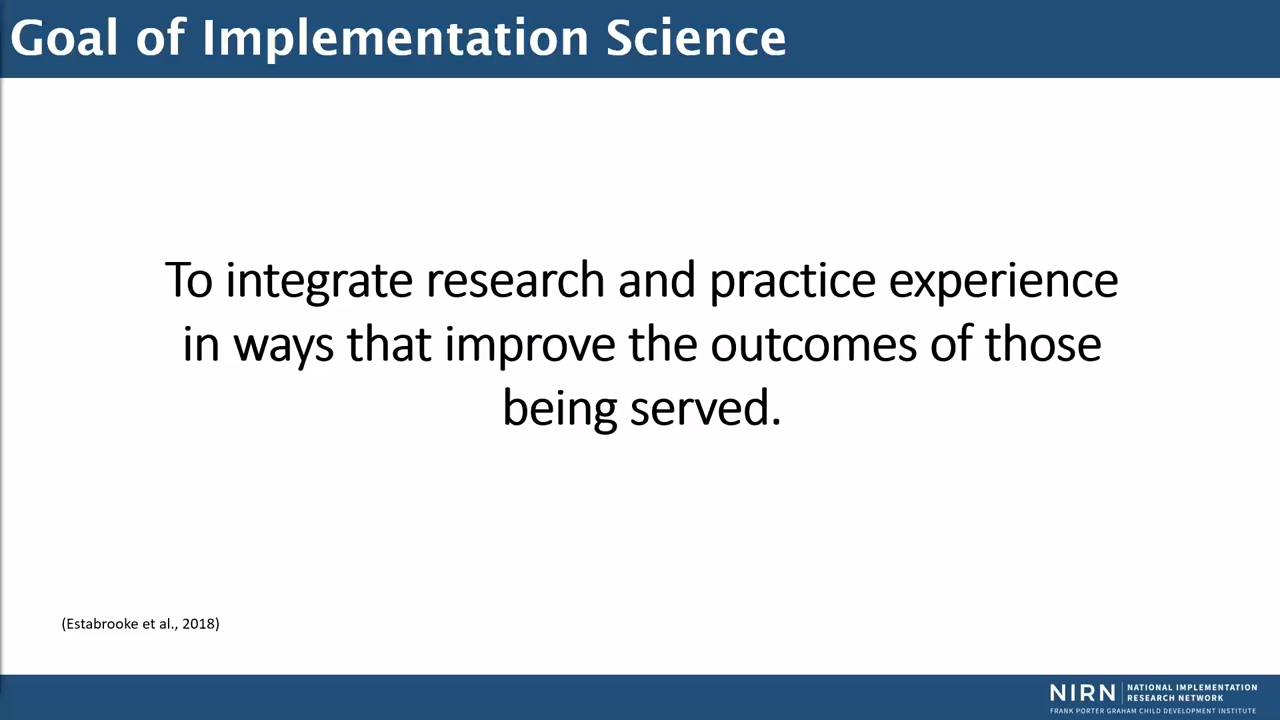 Goal of Implementation Science
To integrate research and practice experience
in ways that improve the outcomes of those
being served.
(Estabrooke et al., 2018)
NIRN
NATIONAL IMPLEMENTATION
RESEARCH NETWORK
FRANK PORTER GRAHAM CHILD DEVELOPMENT INSTITUTE